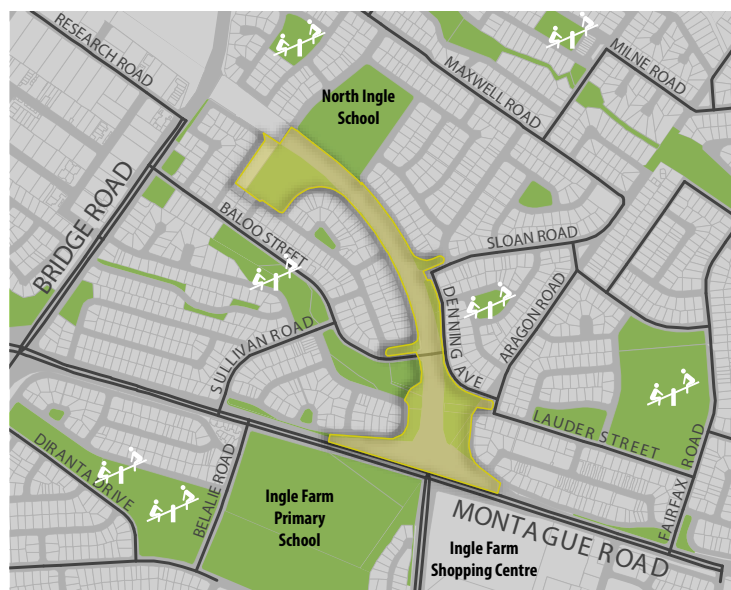 RESEARCH ROAD
MILNE ROAD
MAXWELL ROAD
North Ingle
School
BRIDGE ROAD
BALOO STREET
SLOAN ROAD
DENNING AVE
ARAGON ROAD
SULLIVAN ROAD
LAUDER STREET
DIRANTA DRIVE
BELALIE ROAD
FAIRFAX ROAD
Ingle Farm
Primary
School
MONTAGUE ROAD
Ingle Farm
Shopping Centre